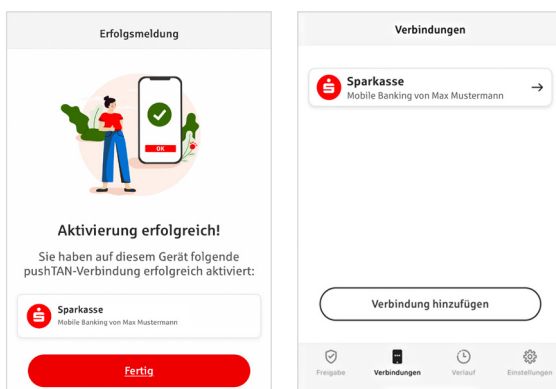 Erfolgsmeldung
OK
Aktivierung erfolgreich!
Sie haben auf diesem Gerät folgende
pushTAN-Verbindung erfolgreich aktiviert:
Sparkasse
Mobile Banking von Max Mustermann
Fertig
Verbindungen
Sparkasse
Mobile Banking von Max Mustermann
Verbindung hinzufügen
Freigabe Verbindungen Verlauf Einstellungen